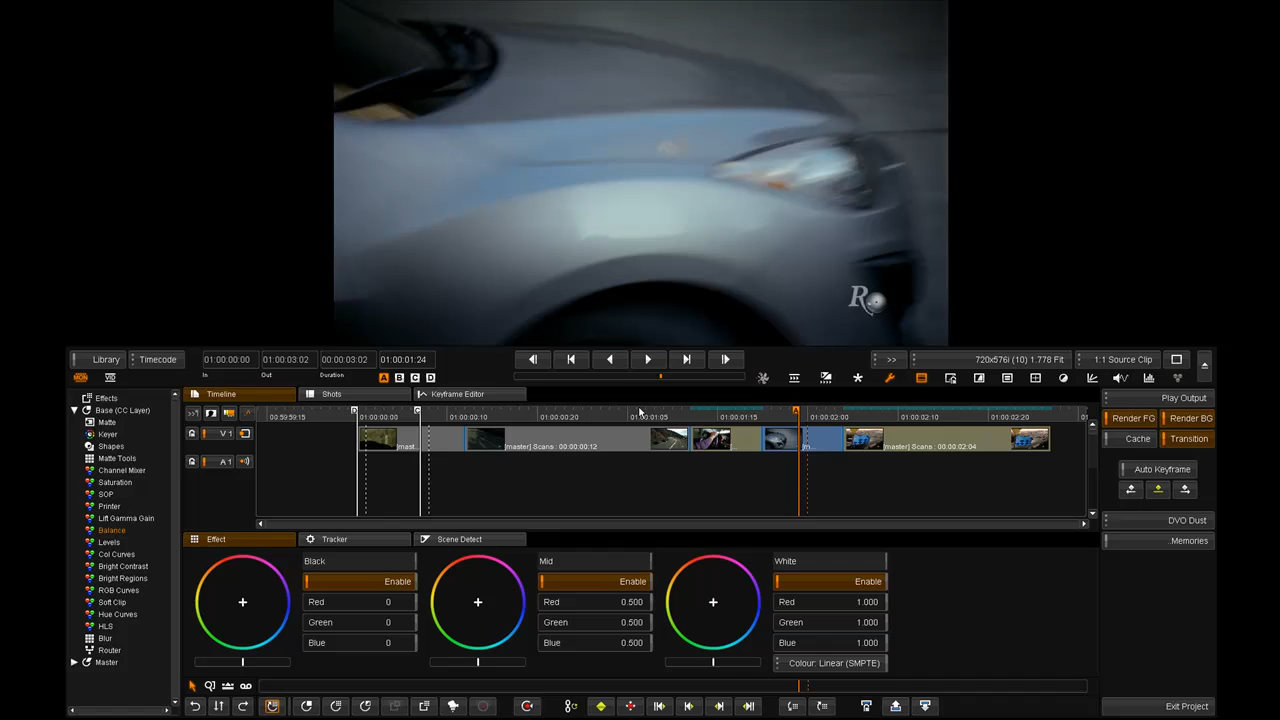 R
Library
Timecode
01:00:00:00
01:00:03:02
00:00:03:02
01:00:01:24
In
Out
Duration
A B C D
>>
720x576i (10) 1.778 Fit
1:1 Source Clip
Effects
Base (CC Layer)
Matte
Key
Shapes
Matte Tools
Channel Mixer
Saturation
SOP
Printer
Lift Gamma Gain
Balance
Levels
Col Curves
Bright Contrast
Bright Regions
RGB Curves
Soft Clip
Hue Curves
HLS
Blur
Router
Master
Timeline
Shots
Keyframe Editor
00:59:59:15
01:00:00:00
01:00:00:10
01:00:00:20
01:00:01:05
01:00:01:15
01:00:02:00
01:00:02:10
01:00:02:20
V 1
[mast...
[master] Scans : 00:00:00:12
...
[m...
[master] Scans : 00:00:02:04
A 1
Effect
Tracker
Scene Detect
Black
Enable
Red 0
Green 0
Blue 0
Mid
Enable
Red 0.500
Green 0.500
Blue 0.500
White
Enable
Red 1.000
Green 1.000
Blue 1.000
Colour: Linear (SMPTE)
Play Output
Render FG
Render BG
Cache
Transition
Auto Keyframe
DVO Dust
..Memories
Exit Project